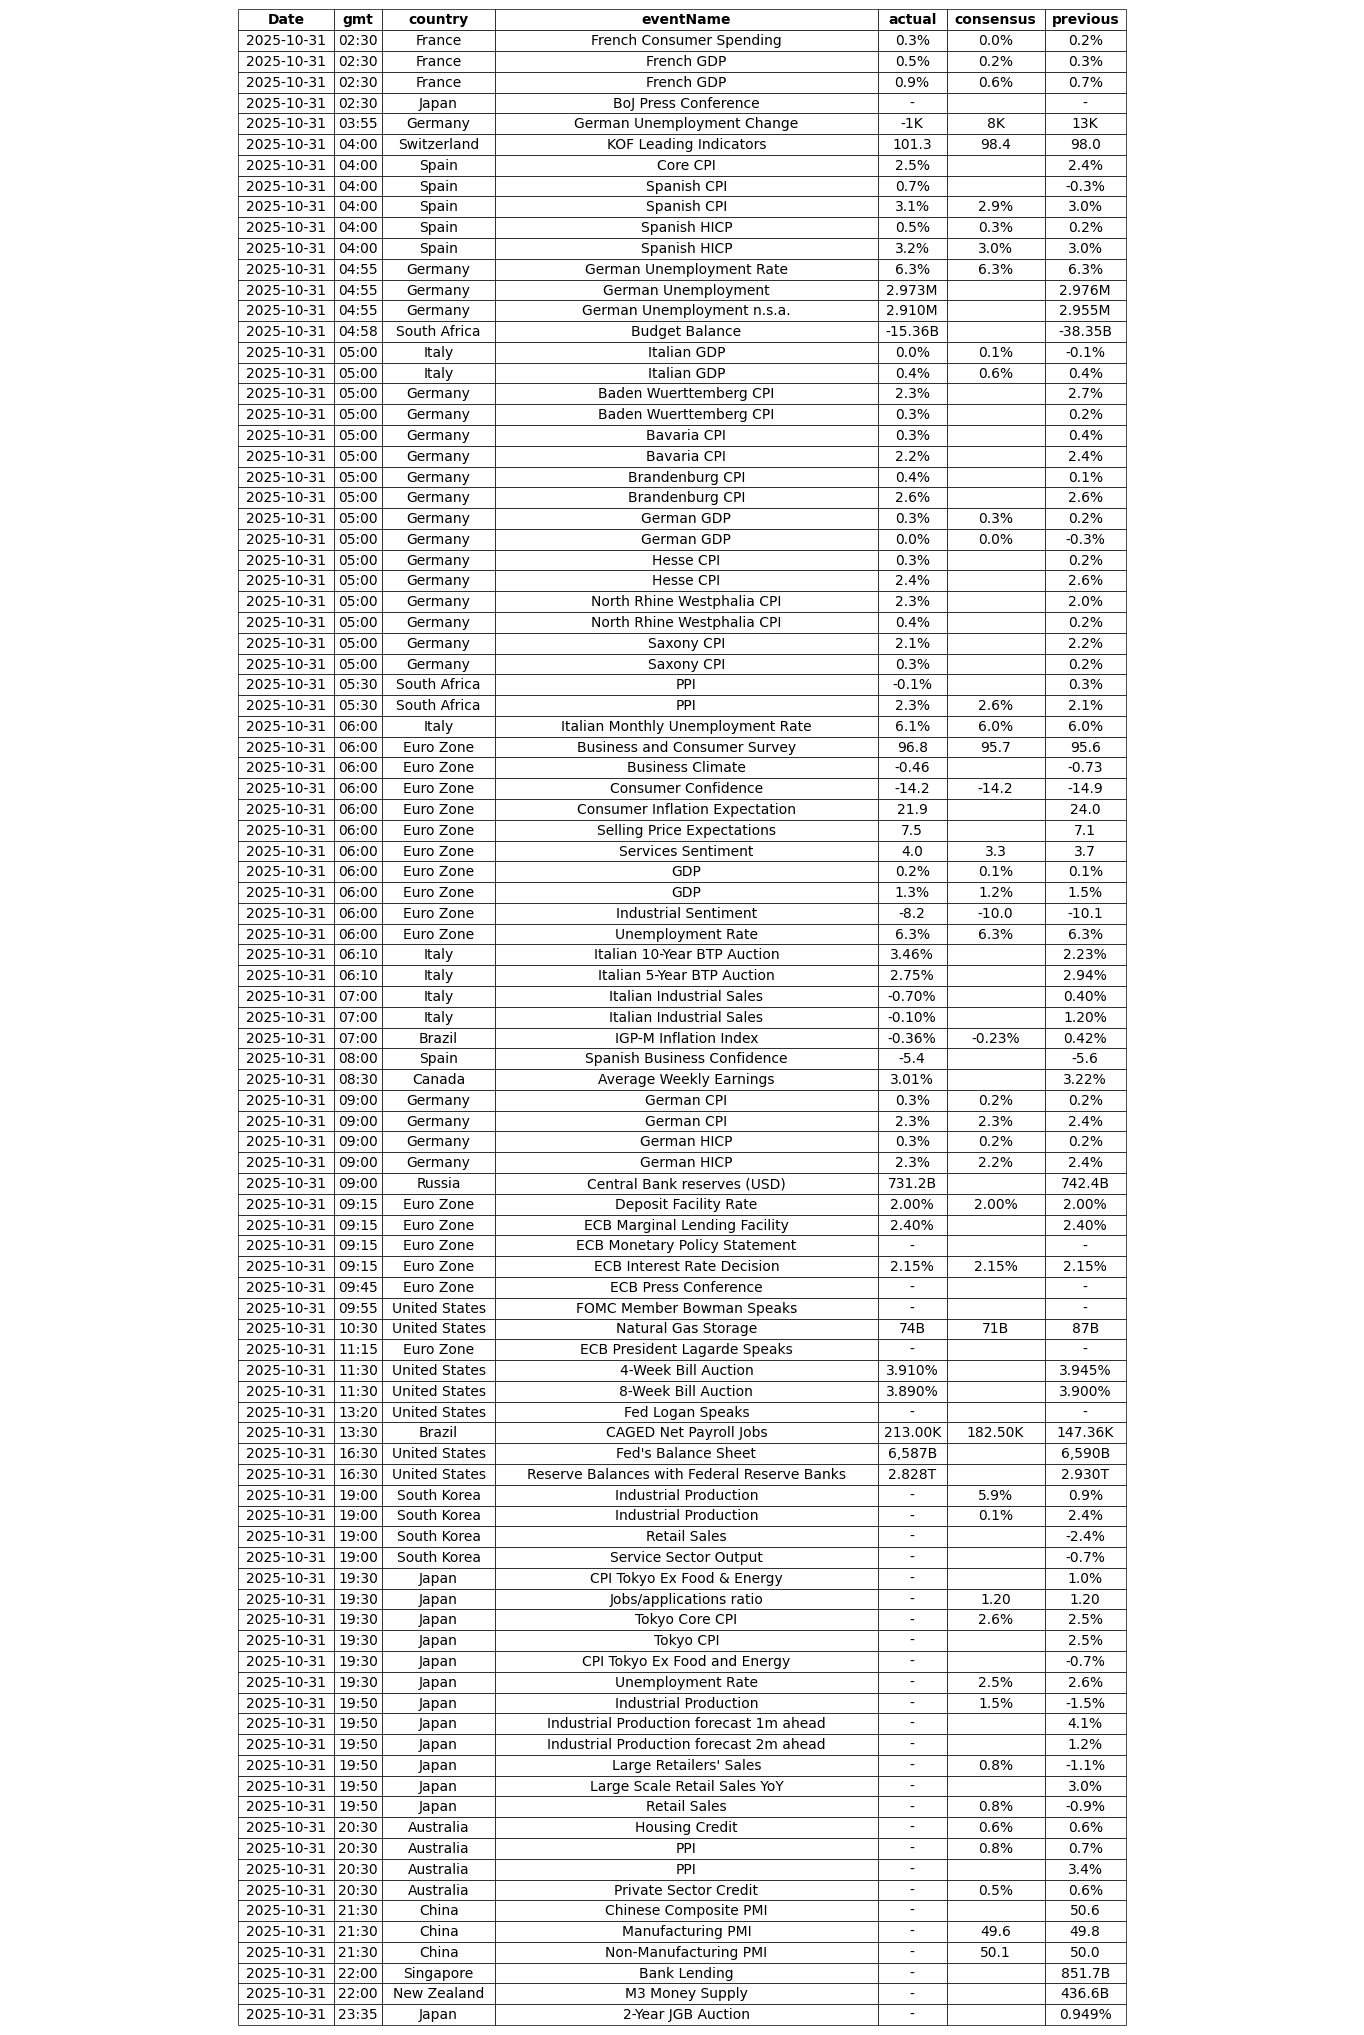 Date gmt country eventName actual consensus previous
2025-10-31 02:30 France French Consumer Spending 0.3% 0.0% 0.2%
2025-10-31 02:30 France French GDP 0.5% 0.2% 0.3%
2025-10-31 02:30 France French GDP 0.9% 0.6% 0.7%
2025-10-31 02:30 Japan BoJ Press Conference - -
2025-10-31 03:55 Germany German Unemployment Change -1K 8K 13K
2025-10-31 04:00 Switzerland KOF Leading Indicators 101.3 98.4 98.0
2025-10-31 04:00 Spain Core CPI 2.5% 2.4%
2025-10-31 04:00 Spain Spanish CPI 0.7% -0.3%
2025-10-31 04:00 Spain Spanish CPI 3.1% 2.9% 3.0%
2025-10-31 04:00 Spain Spanish HICP 0.5% 0.3% 0.2%
2025-10-31 04:00 Spain Spanish HICP 3.2% 3.0% 3.0%
2025-10-31 04:55 Germany German Unemployment Rate 6.3% 6.3% 6.3%
2025-10-31 04:55 Germany German Unemployment 2.973M 2.976M
2025-10-31 04:55 Germany German Unemployment n.s.a. 2.910M 2.955M
2025-10-31 04:58 South Africa Budget Balance -15.36B -38.35B
2025-10-31 05:00 Italy Italian GDP 0.0% 0.1% -0.1%
2025-10-31 05:00 Italy Italian GDP 0.4% 0.6% 0.4%
2025-10-31 05:00 Germany Baden Wuerttemberg CPI 2.3% 2.7%
2025-10-31 05:00 Germany Baden Wuerttemberg CPI 0.3% 0.2%
2025-10-31 05:00 Germany Bavaria CPI 0.3% 0.4%
2025-10-31 05:00 Germany Bavaria CPI 2.2% 2.4%
2025-10-31 05:00 Germany Brandenburg CPI 0.4% 0.1%
2025-10-31 05:00 Germany Brandenburg CPI 2.6% 2.6%
2025-10-31 05:00 Germany German GDP 0.3% 0.3% 0.2%
2025-10-31 05:00 Germany German GDP 0.0% 0.0% -0.3%
2025-10-31 05:00 Germany Hesse CPI 0.3% 0.2%
2025-10-31 05:00 Germany Hesse CPI 2.4% 2.6%
2025-10-31 05:00 Germany North Rhine Westphalia CPI 2.3% 2.0%
2025-10-31 05:00 Germany North Rhine Westphalia CPI 0.4% 0.2%
2025-10-31 05:00 Germany Saxony CPI 2.1% 2.2%
2025-10-31 05:00 Germany Saxony CPI 0.3% 0.2%
2025-10-31 05:30 South Africa PPI -0.1% 0.3%
2025-10-31 05:30 South Africa PPI 2.3% 2.6% 2.1%
2025-10-31 06:00 Italy Italian Monthly Unemployment Rate 6.1% 6.0% 6.0%
2025-10-31 06:00 Euro Zone Business and Consumer Survey 96.8 95.7 95.6
2025-10-31 06:00 Euro Zone Business Climate -0.46 -0.73
2025-10-31 06:00 Euro Zone Consumer Confidence -14.2 -14.2 -14.9
2025-10-31 06:00 Euro Zone Consumer Inflation Expectation 21.9 24.0
2025-10-31 06:00 Euro Zone Selling Price Expectations 7.5 7.1
2025-10-31 06:00 Euro Zone Services Sentiment 4.0 3.3 3.7
2025-10-31 06:00 Euro Zone GDP 0.2% 0.1% 0.1%
2025-10-31 06:00 Euro Zone GDP 1.3% 1.2% 1.5%
2025-10-31 06:00 Euro Zone Industrial Sentiment -8.2 -10.0 -10.1
2025-10-31 06:00 Euro Zone Unemployment Rate 6.3% 6.3% 6.3%
2025-10-31 06:10 Italy Italian 10-Year BTP Auction 3.46% 2.23%
2025-10-31 06:10 Italy Italian 5-Year BTP Auction 2.75% 2.94%
2025-10-31 07:00 Italy Italian Industrial Sales -0.70% 0.40%
2025-10-31 07:00 Italy Italian Industrial Sales -0.10% 1.20%
2025-10-31 07:00 Brazil IGP-M Inflation Index -0.36% -0.23% 0.42%
2025-10-31 08:00 Spain Spanish Business Confidence -5.4 -5.6
2025-10-31 08:30 Canada Average Weekly Earnings 3.01% 3.22%
2025-10-31 09:00 Germany German CPI 0.3% 0.2% 0.2%
2025-10-31 09:00 Germany German CPI 2.3% 2.3% 2.4%
2025-10-31 09:00 Germany German HICP 0.3% 0.2% 0.2%
2025-10-31 09:00 Germany German HICP 2.3% 2.2% 2.4%
2025-10-31 09:00 Russia Central Bank reserves (USD) 731.2B 742.4B
2025-10-31 09:15 Euro Zone Deposit Facility Rate 2.00% 2.00% 2.00%
2025-10-31 09:15 Euro Zone ECB Marginal Lending Facility 2.40% 2.40%
2025-10-31 09:15 Euro Zone ECB Monetary Policy Statement - -
2025-10-31 09:15 Euro Zone ECB Interest Rate Decision 2.15% 2.15% 2.15%
2025-10-31 09:45 Euro Zone ECB Press Conference - -
2025-10-31 09:55 United States FOMC Member Bowman Speaks - -
2025-10-31 10:30 United States Natural Gas Storage 74B 71B 87B
2025-10-31 11:15 Euro Zone ECB President Lagarde Speaks - -
2025-10-31 11:30 United States 4-Week Bill Auction 3.910% 3.945%
2025-10-31 11:30 United States 8-Week Bill Auction 3.890% 3.900%
2025-10-31 13:20 United States Fed Logan Speaks - -
2025-10-31 13:30 Brazil CAGED Net Payroll Jobs 213.00K 182.50K 147.36K
2025-10-31 16:30 United States Fed's Balance Sheet 6,587B 6,590B
2025-10-31 16:30 United States Reserve Balances with Federal Reserve Banks 2.828T 2.930T
2025-10-31 19:00 South Korea Industrial Production - 5.9% 0.9%
2025-10-31 19:00 South Korea Industrial Production - 0.1% 2.4%
2025-10-31 19:00 South Korea Retail Sales - -2.4%
2025-10-31 19:00 South Korea Service Sector Output - -0.7%
2025-10-31 19:30 Japan CPI Tokyo Ex Food & Energy - 1.0%
2025-10-31 19:30 Japan Jobs/applications ratio - 1.20 1.20
2025-10-31 19:30 Japan Tokyo Core CPI - 2.6% 2.5%
2025-10-31 19:30 Japan Tokyo CPI - 2.5%
2025-10-31 19:30 Japan CPI Tokyo Ex Food and Energy - -0.7%
2025-10-31 19:30 Japan Unemployment Rate - 2.5% 2.6%
2025-10-31 19:50 Japan Industrial Production - 1.5% -1.5%
2025-10-31 19:50 Japan Industrial Production forecast 1m ahead - 4.1%
2025-10-31 19:50 Japan Industrial Production forecast 2m ahead - 1.2%
2025-10-31 19:50 Japan Large Retailers' Sales - 0.8% -1.1%
2025-10-31 19:50 Japan Large Scale Retail Sales YoY - 3.0%
2025-10-31 19:50 Japan Retail Sales - 0.8% -0.9%
2025-10-31 20:30 Australia Housing Credit - 0.6% 0.6%
2025-10-31 20:30 Australia PPI - 0.8% 0.7%
2025-10-31 20:30 Australia PPI - 3.4%
2025-10-31 20:30 Australia Private Sector Credit - 0.5% 0.6%
2025-10-31 21:30 China Chinese Composite PMI - 50.6
2025-10-31 21:30 China Manufacturing PMI - 49.6 49.8
2025-10-31 21:30 China Non-Manufacturing PMI - 50.1 50.0
2025-10-31 22:00 Singapore Bank Lending - 851.7B
2025-10-31 22:00 New Zealand M3 Money Supply - 436.6B
2025-10-31 23:35 Japan 2-Year JGB Auction - 0.949%